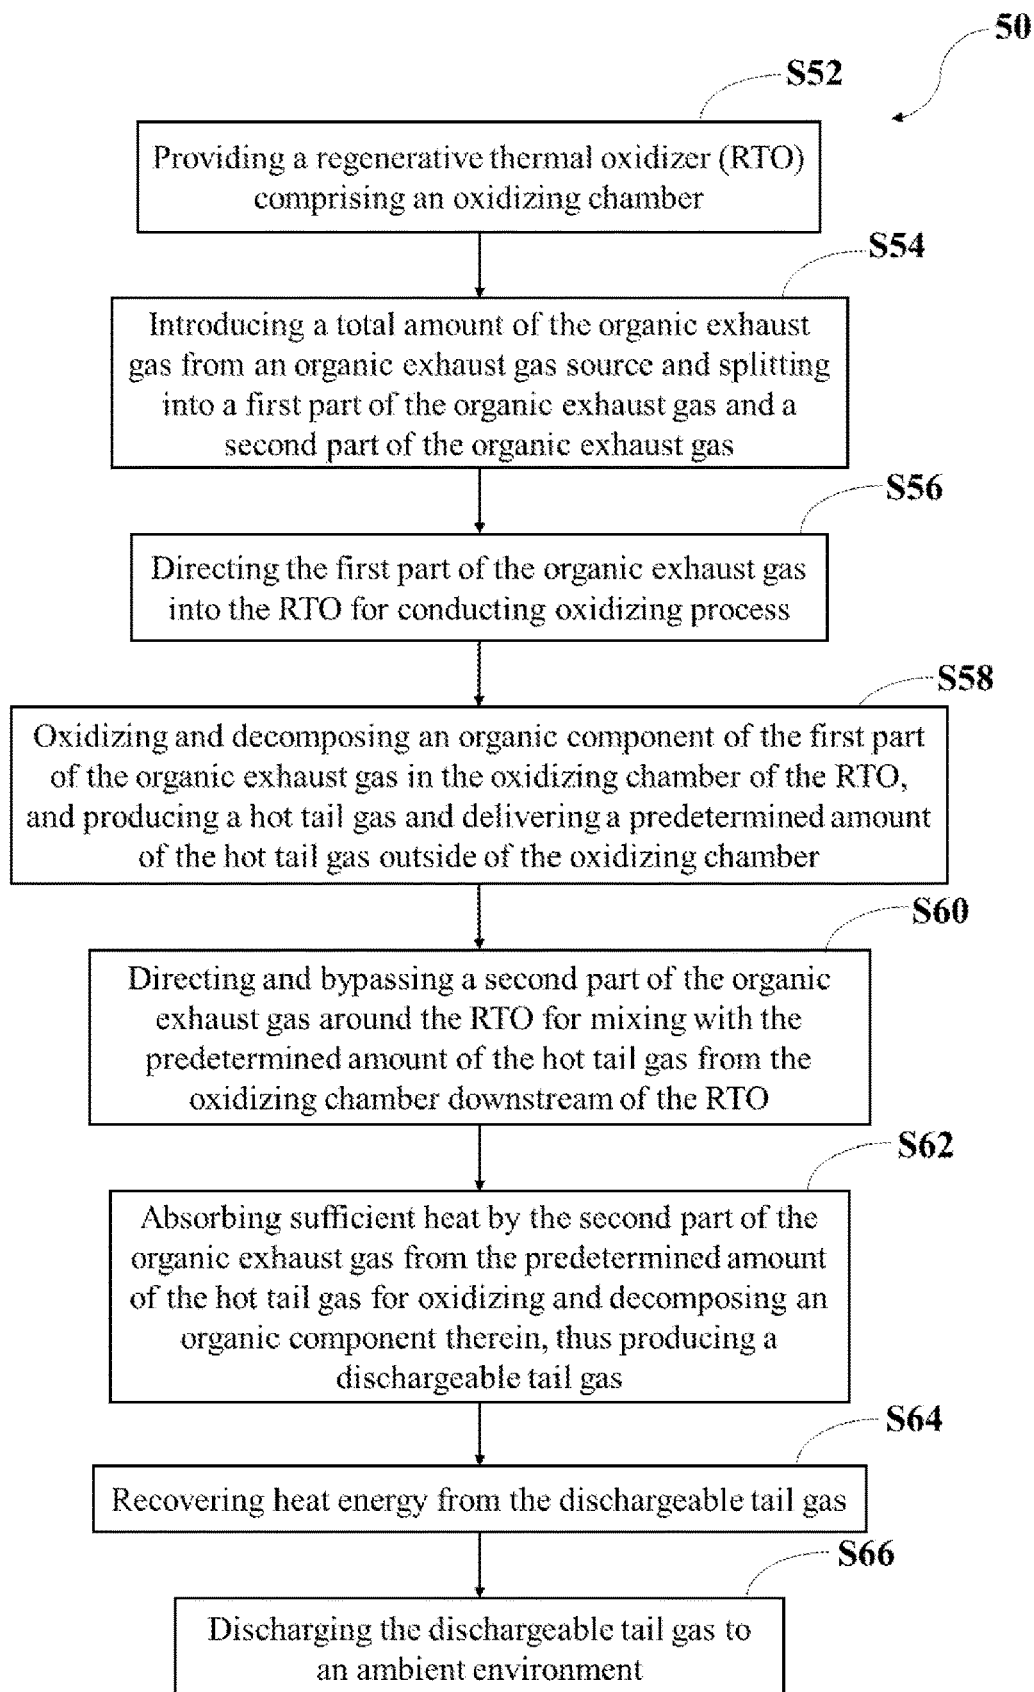 50
S52
Providing a regenerative thermal oxidizer (RTO)
comprising an oxidizing chamber
S54
Introducing a total amount of the organic exhaust
gas from an organic exhaust gas source and splitting
into a first part of the organic exhaust gas and a
second part of the organic exhaust gas
S56
Directing the first part of the organic exhaust gas
into the RTO for conducting oxidizing process
S58
Oxidizing and decomposing an organic component of the first part
of the organic exhaust gas in the oxidizing chamber of the RTO,
and producing a hot tail gas and delivering a predetermined amount
of the hot tail gas outside of the oxidizing chamber
S60
Directing and bypassing a second part of the organic
exhaust gas around the RTO for mixing with the
predetermined amount of the hot tail gas from the
oxidizing chamber downstream of the RTO
S62
Absorbing sufficient heat by the second part of the
organic exhaust gas from the predetermined amount
of the hot tail gas for oxidizing and decomposing an
organic component therein, thus producing a
dischargeable tail gas
S64
Recovering heat energy from the dischargeable tail gas
S66
Discharging the dischargeable tail gas to
an ambient environment